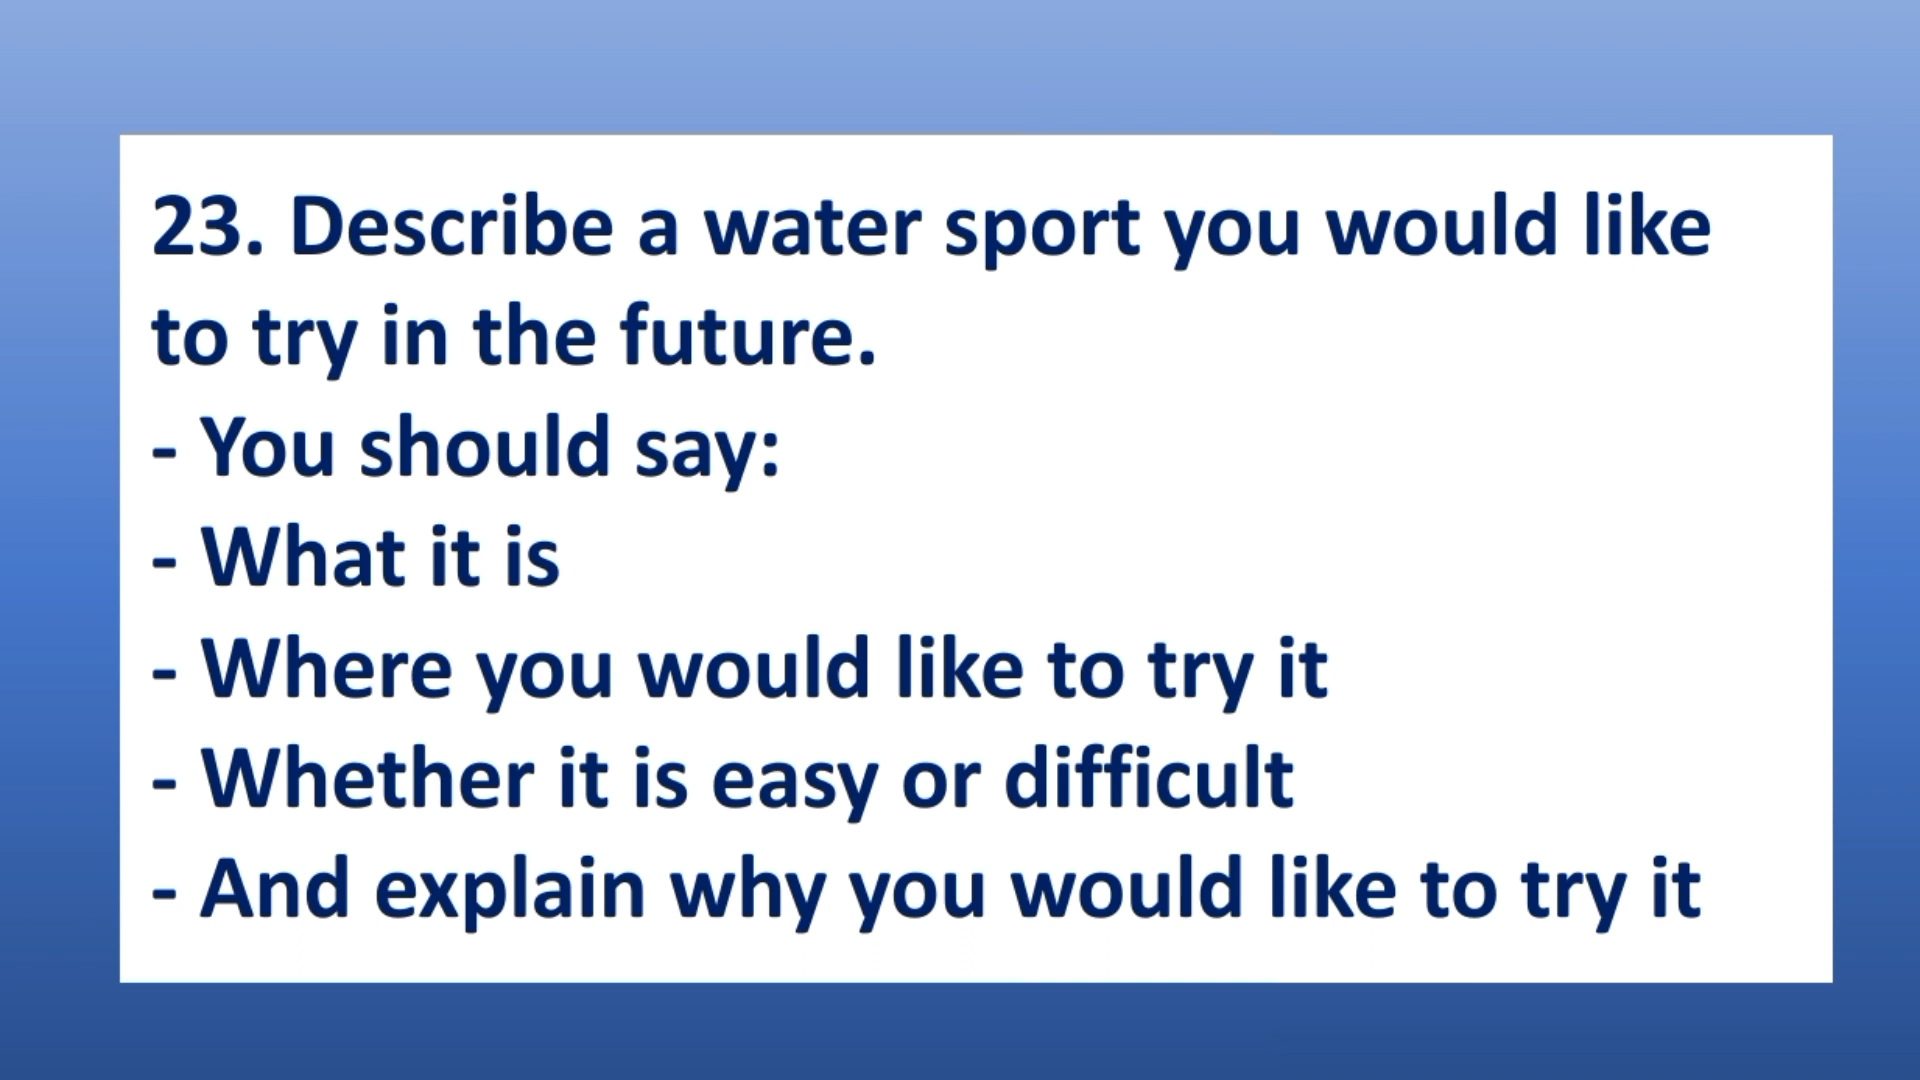 23. Describe a water sport you would like
to try in the future.
- You should say:
- What it is
- Where you would like to try it
- Whether it is easy or difficult
- And explain why you would like to try it